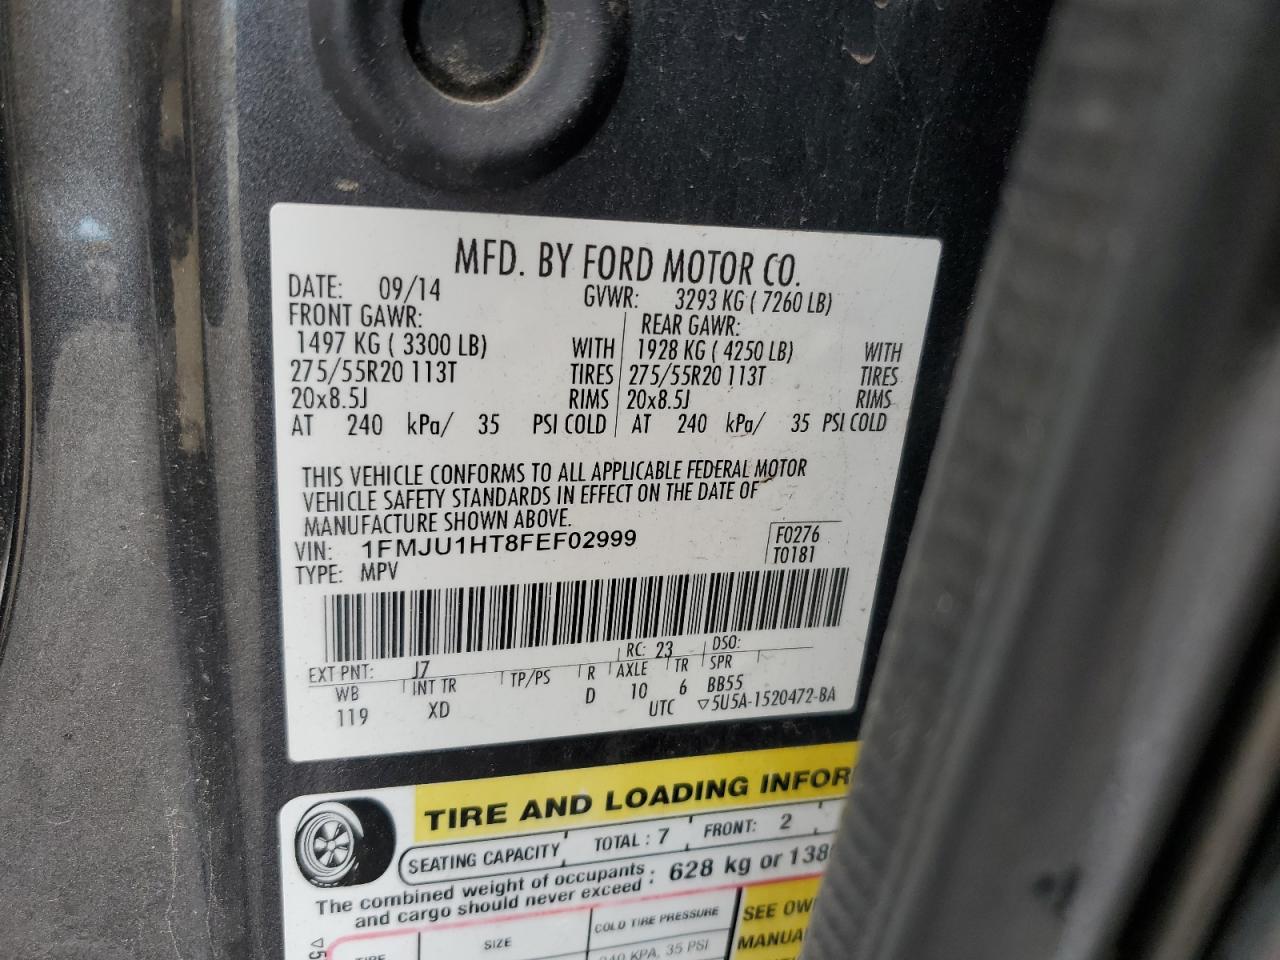 MFD. BY FORD MOTOR CO.
DATE: 09/14 GVWR: 3293 KG ( 7260 LB)
FRONT GAWR: REAR GAWR:
1497 KG ( 3300 LB) WITH 1928 KG ( 4250 LB) WITH
275/55R20 113T TIRES 275/55R20 113T TIRES
20x8.5J RIMS 20x8.5J RIMS
AT 240 kPa/ 35 PSI COLD AT 240 kPa/ 35 PSI COLD
THIS VEHICLE CONFORMS TO ALL APPLICABLE FEDERAL MOTOR
VEHICLE SAFETY STANDARDS IN EFFECT ON THE DATE OF
MANUFACTURE SHOWN ABOVE.
VIN: 1FMJU1HT8FEF02999 F0276
TYPE: MPV T0181
EXT PNT: J7 RC: 23 DSO:
WB INT TR TP/PS R AXLE TR SPR
119 XD D 10 6 BB55
UTC ▽5U5A-1520472-BA
TIRE AND LOADING INFOR
SEATING CAPACITY TOTAL : 7 FRONT: 2
The combined weight of occupants : 628 kg or 138
and cargo should never exceed
TIRE SIZE COLD TIRE PRESSURE SEE OW
240 KPA, 35 PSI MANUA
▽5